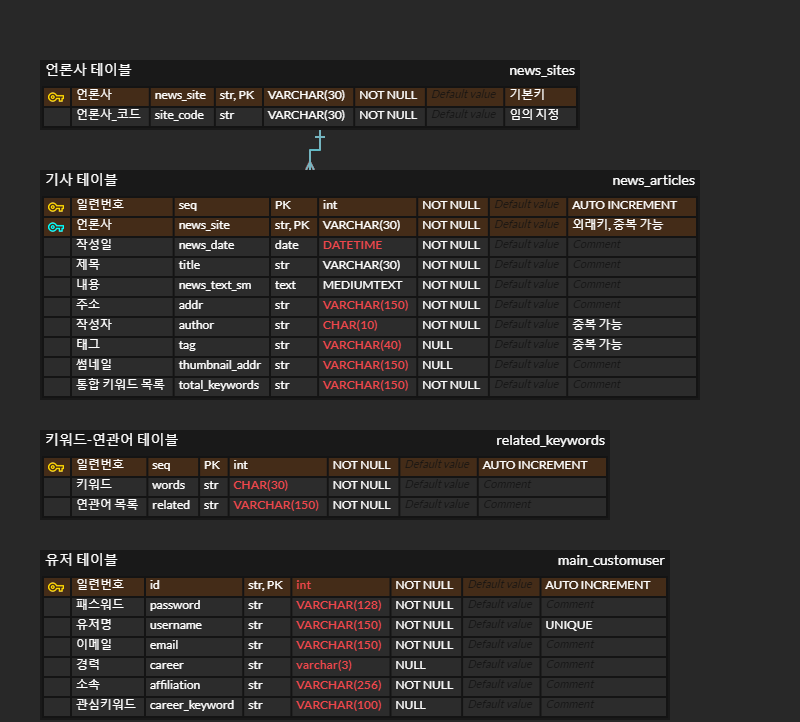 언론사 테이블 news_sites
언론사 news_site str, PK VARCHAR(30) NOT NULL Default value 기본키
언론사_코드 site_code str VARCHAR(30) NOT NULL Default value 임의 지정
기사 테이블 news_articles
일련번호 seq PK int NOT NULL Default value AUTO INCREMENT
언론사 news_site str, PK VARCHAR(30) NOT NULL Default value 외래키, 중복 가능
작성일 news_date date DATETIME NOT NULL Default value Comment
제목 title str VARCHAR(30) NOT NULL Default value Comment
내용 news_text_sm text MEDIUMTEXT NOT NULL Default value Comment
주소 addr str VARCHAR(150) NOT NULL Default value Comment
작성자 author str CHAR(10) NOT NULL Default value 중복 가능
태그 tag str VARCHAR(40) NULL Default value 중복 가능
썸네일 thumbnail_addr str VARCHAR(150) NULL Default value Comment
통합 키워드 목록 total_keywords str VARCHAR(150) NOT NULL Default value Comment
키워드-연관어 테이블 related_keywords
일련번호 seq PK int NOT NULL Default value AUTO INCREMENT
키워드 words str CHAR(30) NOT NULL Default value Comment
연관어 목록 related str VARCHAR(150) NOT NULL Default value Comment
유저 테이블 main_customuser
일련번호 id str, PK int NOT NULL Default value AUTO INCREMENT
패스워드 password str VARCHAR(128) NOT NULL Default value Comment
유저명 username str VARCHAR(150) NOT NULL Default value UNIQUE
이메일 email str VARCHAR(150) NOT NULL Default value Comment
경력 career str varchar(3) NULL Default value Comment
소속 affiliation str VARCHAR(256) NOT NULL Default value Comment
관심키워드 career_keyword str VARCHAR(100) NULL Default value Comment